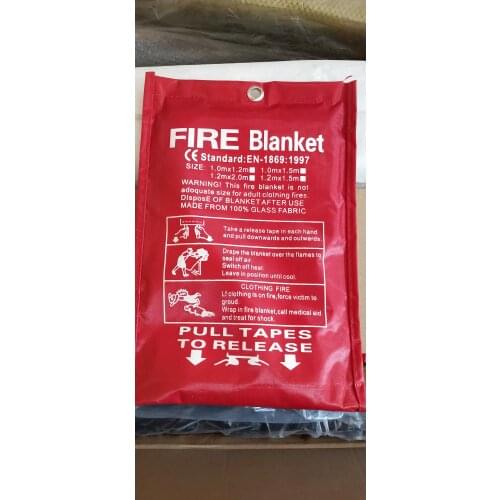 FIRE Blanket
CE Standard:EN-1869:1997
SIZE: 1.0mx1.2m 1.0mx1.5m
1.2mx2.0m 1.2mx1.5m
WARNING! This fire blanket is not
adoquate size for adult clothing fires.
DisposE OF BLANKET AFTER USE
MADE FROM 100% GLASS FABRIC
Take a release tape in each hand
and pull downwards and outwards.
Drape the blanket over the flames to
seal off air.
Switch off heat.
Leave in position until cool.
CLOTHING FIRE
Lf clothing is on fire,force victim to
groud.
Wrap in fire blanket,call medical aid
and treat for shock.
PULL TAPES
TO RELEASE